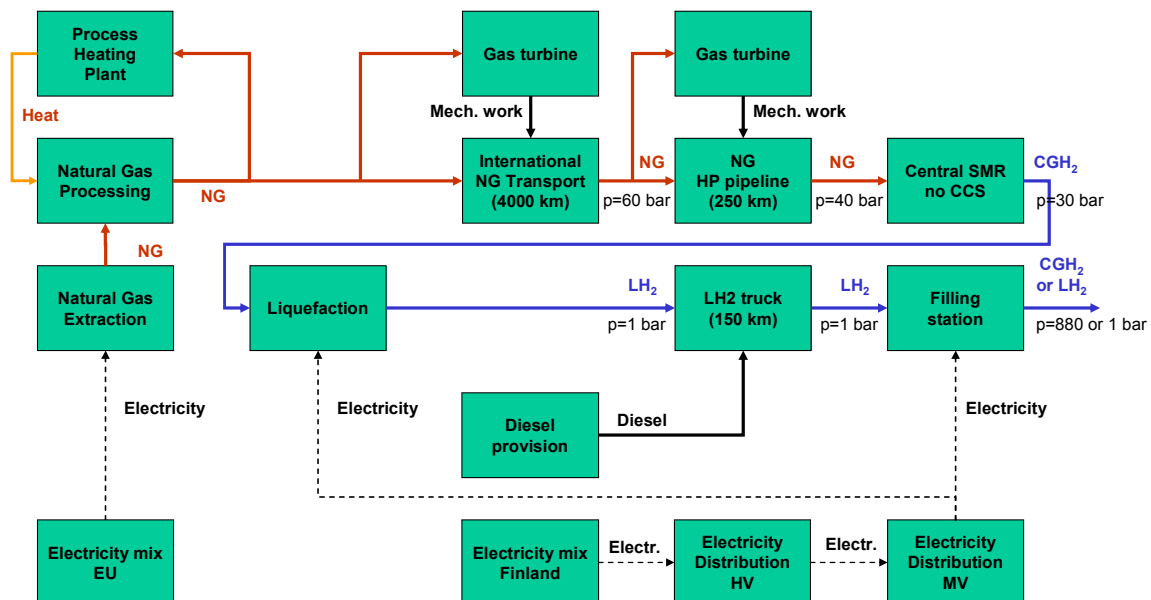 Process
Heating
Plant
Gas turbine
Gas turbine
Heat
Mech. work
Mech. work
Natural Gas
Processing
NG
International
NG Transport
(4000 km)
NG
p=60 bar
NG
HP pipeline
(250 km)
NG
p=40 bar
Central SMR
no CCS
CGH₂
p=30 bar
NG
Natural Gas
Extraction
Liquefaction
LH₂
p=1 bar
LH2 truck
(150 km)
LH₂
p=1 bar
Filling
station
CGH₂
or LH₂
p=880 or 1 bar
Electricity
Electricity
Diesel
provision
Diesel
Electricity
Electricity mix
EU
Electricity mix
Finland
Electr.
Electricity
Distribution
HV
Electr.
Electricity
Distribution
MV